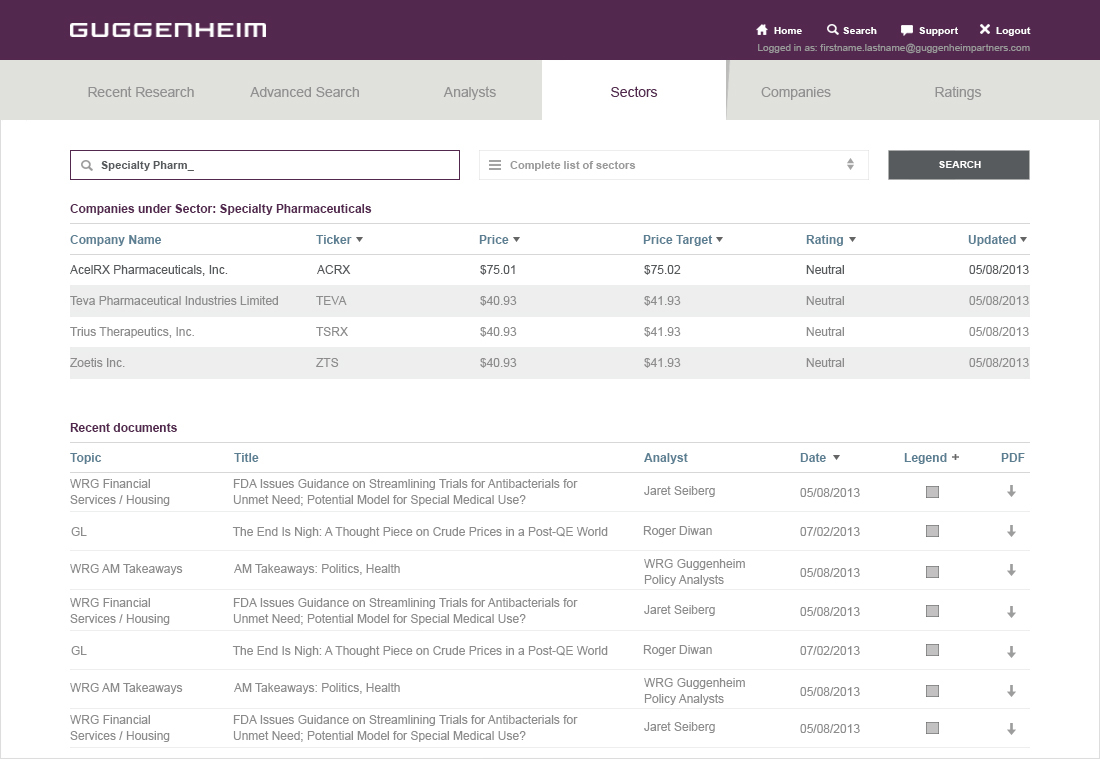 GUGGENHEIM
Home Search Support Logout
Logged in as: firstname.lastname@guggenheimpartners.com
Recent Research Advanced Search Analysts Sectors Companies Ratings
Specialty Pharm_ Complete list of sectors SEARCH
Companies under Sector: Specialty Pharmaceuticals
Company Name Ticker Price Price Target Rating Updated
AcelRX Pharmaceuticals, Inc. ACRX $75.01 $75.02 Neutral 05/08/2013
Teva Pharmaceutical Industries Limited TEVA $40.93 $41.93 Neutral 05/08/2013
Trius Therapeutics, Inc. TSRX $40.93 $41.93 Neutral 05/08/2013
Zoetis Inc. ZTS $40.93 $41.93 Neutral 05/08/2013
Recent documents
Topic Title Analyst Date Legend + PDF
WRG Financial
Services / Housing
FDA Issues Guidance on Streamlining Trials for Antibacterials for
Unmet Need; Potential Model for Special Medical Use?
Jaret Seiberg 05/08/2013
GL The End Is Nigh: A Thought Piece on Crude Prices in a Post-QE World Roger Diwan 07/02/2013
WRG AM Takeaways AM Takeaways: Politics, Health
WRG Guggenheim
Policy Analysts
05/08/2013
WRG Financial
Services / Housing
FDA Issues Guidance on Streamlining Trials for Antibacterials for
Unmet Need; Potential Model for Special Medical Use?
Jaret Seiberg 05/08/2013
GL The End Is Nigh: A Thought Piece on Crude Prices in a Post-QE World Roger Diwan 07/02/2013
WRG AM Takeaways AM Takeaways: Politics, Health
WRG Guggenheim
Policy Analysts
05/08/2013
WRG Financial
Services / Housing
FDA Issues Guidance on Streamlining Trials for Antibacterials for
Unmet Need; Potential Model for Special Medical Use?
Jaret Seiberg 05/08/2013